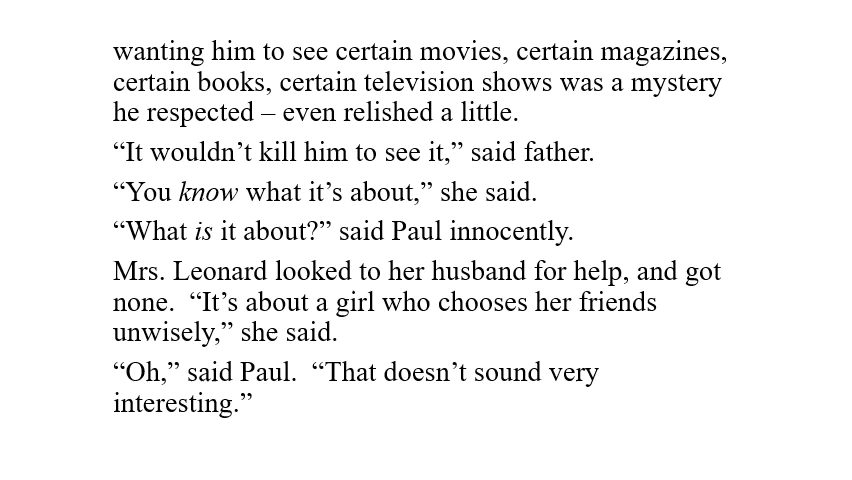 wanting him to see certain movies, certain magazines,
certain books, certain television shows was a mystery
he respected – even relished a little.
“It wouldn’t kill him to see it,” said father.
“You know what it’s about,” she said.
“What is it about?” said Paul innocently.
Mrs. Leonard looked to her husband for help, and got
none.  “It’s about a girl who chooses her friends
unwisely,” she said.
“Oh,” said Paul.  “That doesn’t sound very
interesting.”